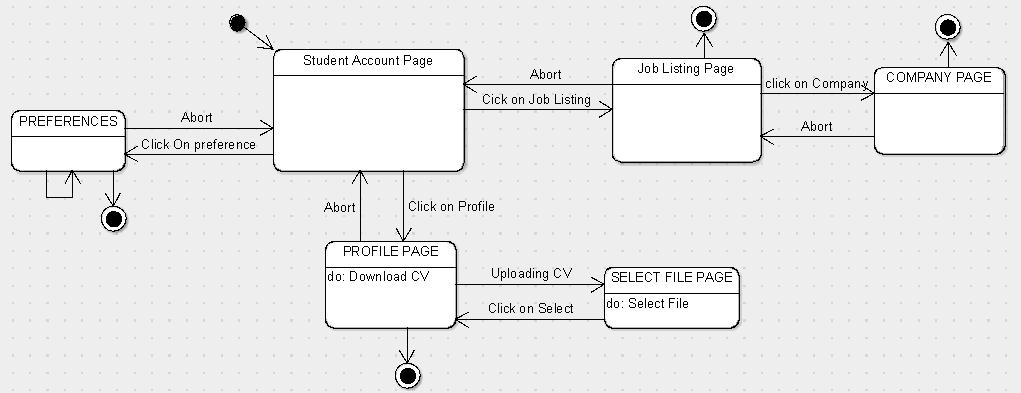 Student Account Page
Job Listing Page
COMPANY PAGE
Abort
click on Company
Cick on Job Listing
PREFERENCES
Abort
Abort
Click On preference
Abort
Click on Profile
PROFILE PAGE
do: Download CV
Uploading CV
SELECT FILE PAGE
Click on Select
do: Select File